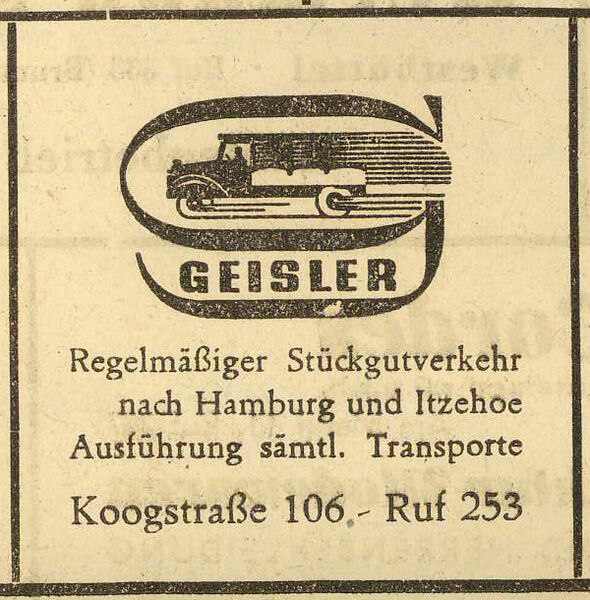 GEISLER
Regelmäßiger Stückgutverkehr
nach Hamburg und Itzehoe
Ausführung sämtl. Transporte
Koogstraße 106 - Ruf 253